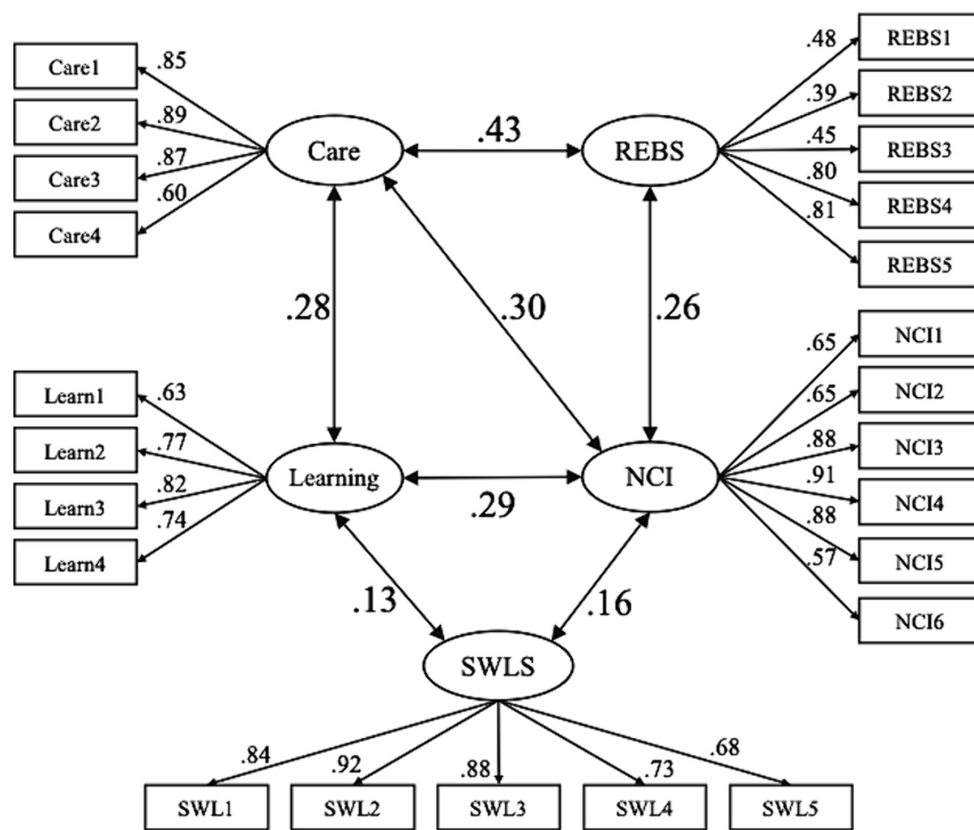 REBS1
.48
Care1
.85
REBS2
.39
Care2
.89
Care
.43
REBS
REBS3
.45
Care3
.87
.80
REBS4
.60
Care4
.81
REBS5
.28
.30
.26
NCI1
.65
Learn1
.63
NCI2
.65
Learn2
.77
NCI3
.88
Learning
.29
NCI
Learn3
.82
.91
NCI4
.74
Learn4
.88
NCI5
.57
NCI6
.13
.16
SWLS
.84
.92
.88
.73
.68
SWL1
SWL2
SWL3
SWL4
SWL5